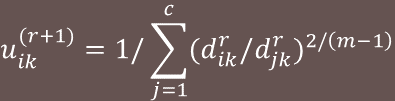 u_{ik}^{(r+1)} = 1/ \sum_{j=1}^{c} (d_{ik}^{r}/d_{jk}^{r})^{2/(m-1)}